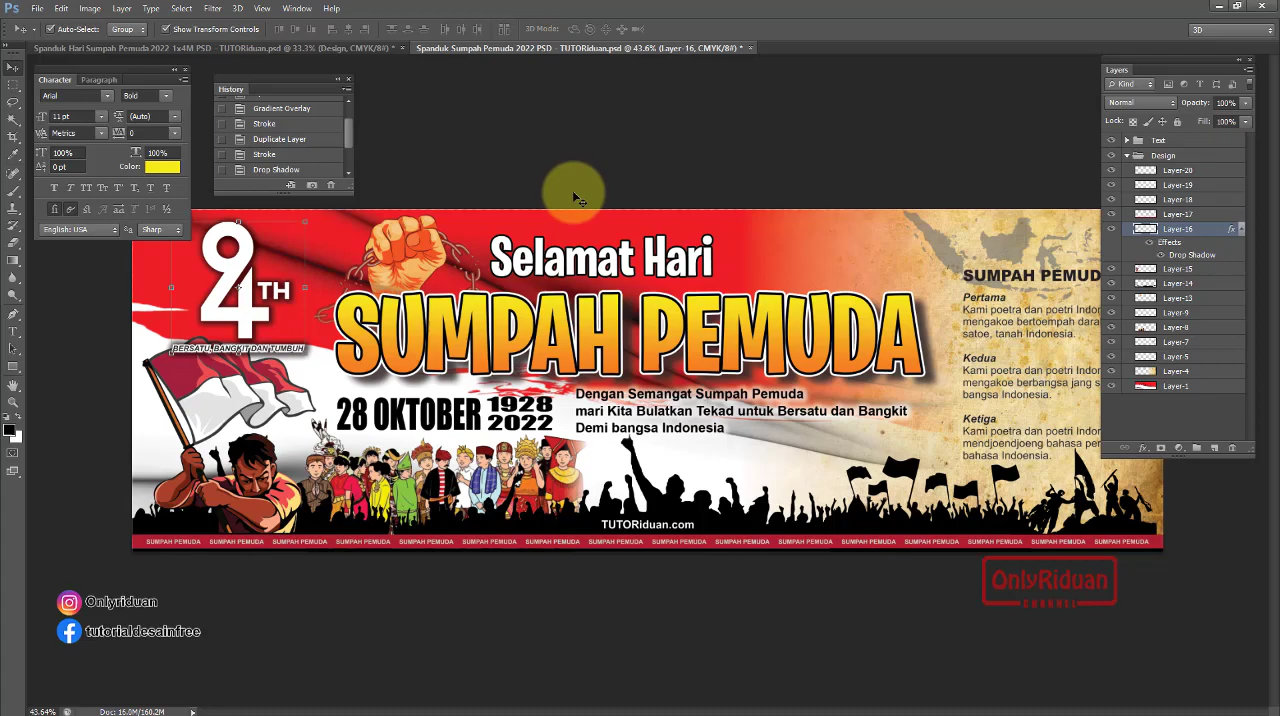 Ps File Edit Image Layer Type Select Filter 3D View Window Help
Auto-Select: Group Show Transform Controls 3D Mode: 3D
Spanduk Hari Sumpah Pemuda 2022 1x4M PSD - TUTORiduan.psd @ 33.3% (Design, CMYK/8#) * × Spanduk Sumpah Pemuda 2022 PSD - TUTORiduan.psd @ 43.6% (Layer-16, CMYK/8#) * ×
Character Paragraph
Arial Bold
11 pt (Auto)
Metrics 0
100% 100%
0 pt Color:
English: USA Sharp
History
Gradient Overlay
Stroke
Duplicate Layer
Stroke
Drop Shadow
Layers
Kind
Normal Opacity: 100%
Lock: Fill: 100%
Text
Design
Layer-20
Layer-19
Layer-18
Layer-17
Layer-16 fx
Effects
Drop Shadow
Layer-15
Layer-14
Layer-13
Layer-9
Layer-8
Layer-7
Layer-5
Layer-4
Layer-1
94TH
BERSATU, BANGKIT DAN TUMBUH
Selamat Hari
SUMPAH PEMUDA
28 OKTOBER 1928
2022
Dengan Semangat Sumpah Pemuda
mari Kita Bulatkan Tekad untuk Bersatu dan Bangkit
Demi bangsa Indonesia
SUMPAH PEMUD
Pertama
Kami poetra dan poetri Indon
mengakoe bertoempah dara
satoe, tanah Indonesia.
Kedua
Kami poetra dan poetri Indon
mengakoe berbangsa jang s
bangsa Indonesia.
Ketiga
Kami poetra dan poetri Indon
mendjoendjoeng bahasa pe
bahasa Indonesia.
TUTORiduan.com
SUMPAH PEMUDA SUMPAH PEMUDA SUMPAH PEMUDA SUMPAH PEMUDA SUMPAH PEMUDA SUMPAH PEMUDA SUMPAH PEMUDA SUMPAH PEMUDA SUMPAH PEMUDA SUMPAH PEMUDA SUMPAH PEMUDA SUMPAH PEMUDA SUMPAH PEMUDA SUMPAH PEMUDA SUMPAH PEMUDA SUMPAH PEMUDA
OnlyRiduan
CHANNEL
Onlyriduan
tutorialdesainfree
43.64% Doc: 16.0M/160.2M